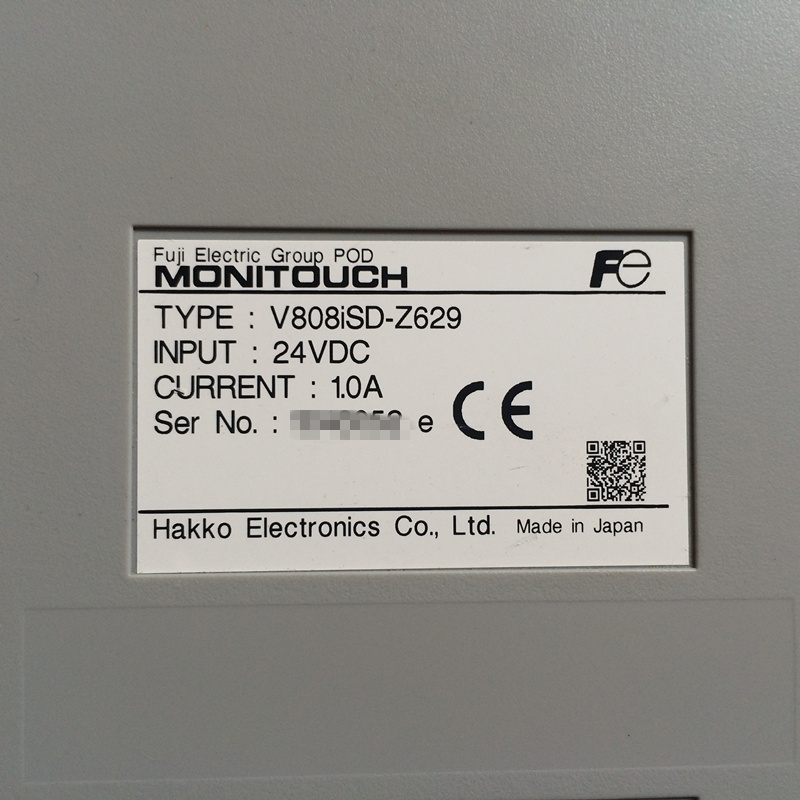 Fuji Electric Group POD
MONITOUCH
Fe
TYPE : V808iSD-Z629
INPUT : 24VDC
CURRENT : 1.0A
Ser No. : e
CE
Hakko Electronics Co., Ltd. Made in Japan